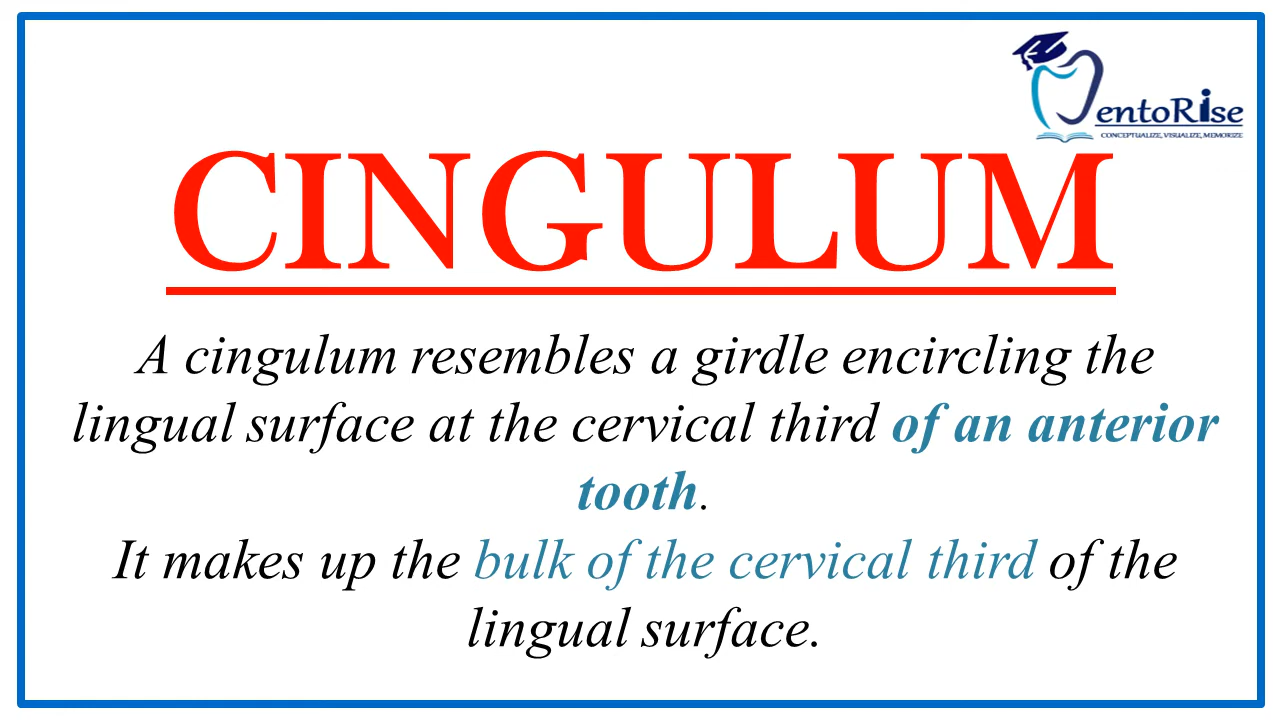 entoRise
CONCEPTUALIZE, VISUALIZE, MEMORIZE
CINGULUM
A cingulum resembles a girdle encircling the
lingual surface at the cervical third of an anterior
tooth.
It makes up the bulk of the cervical third of the
lingual surface.